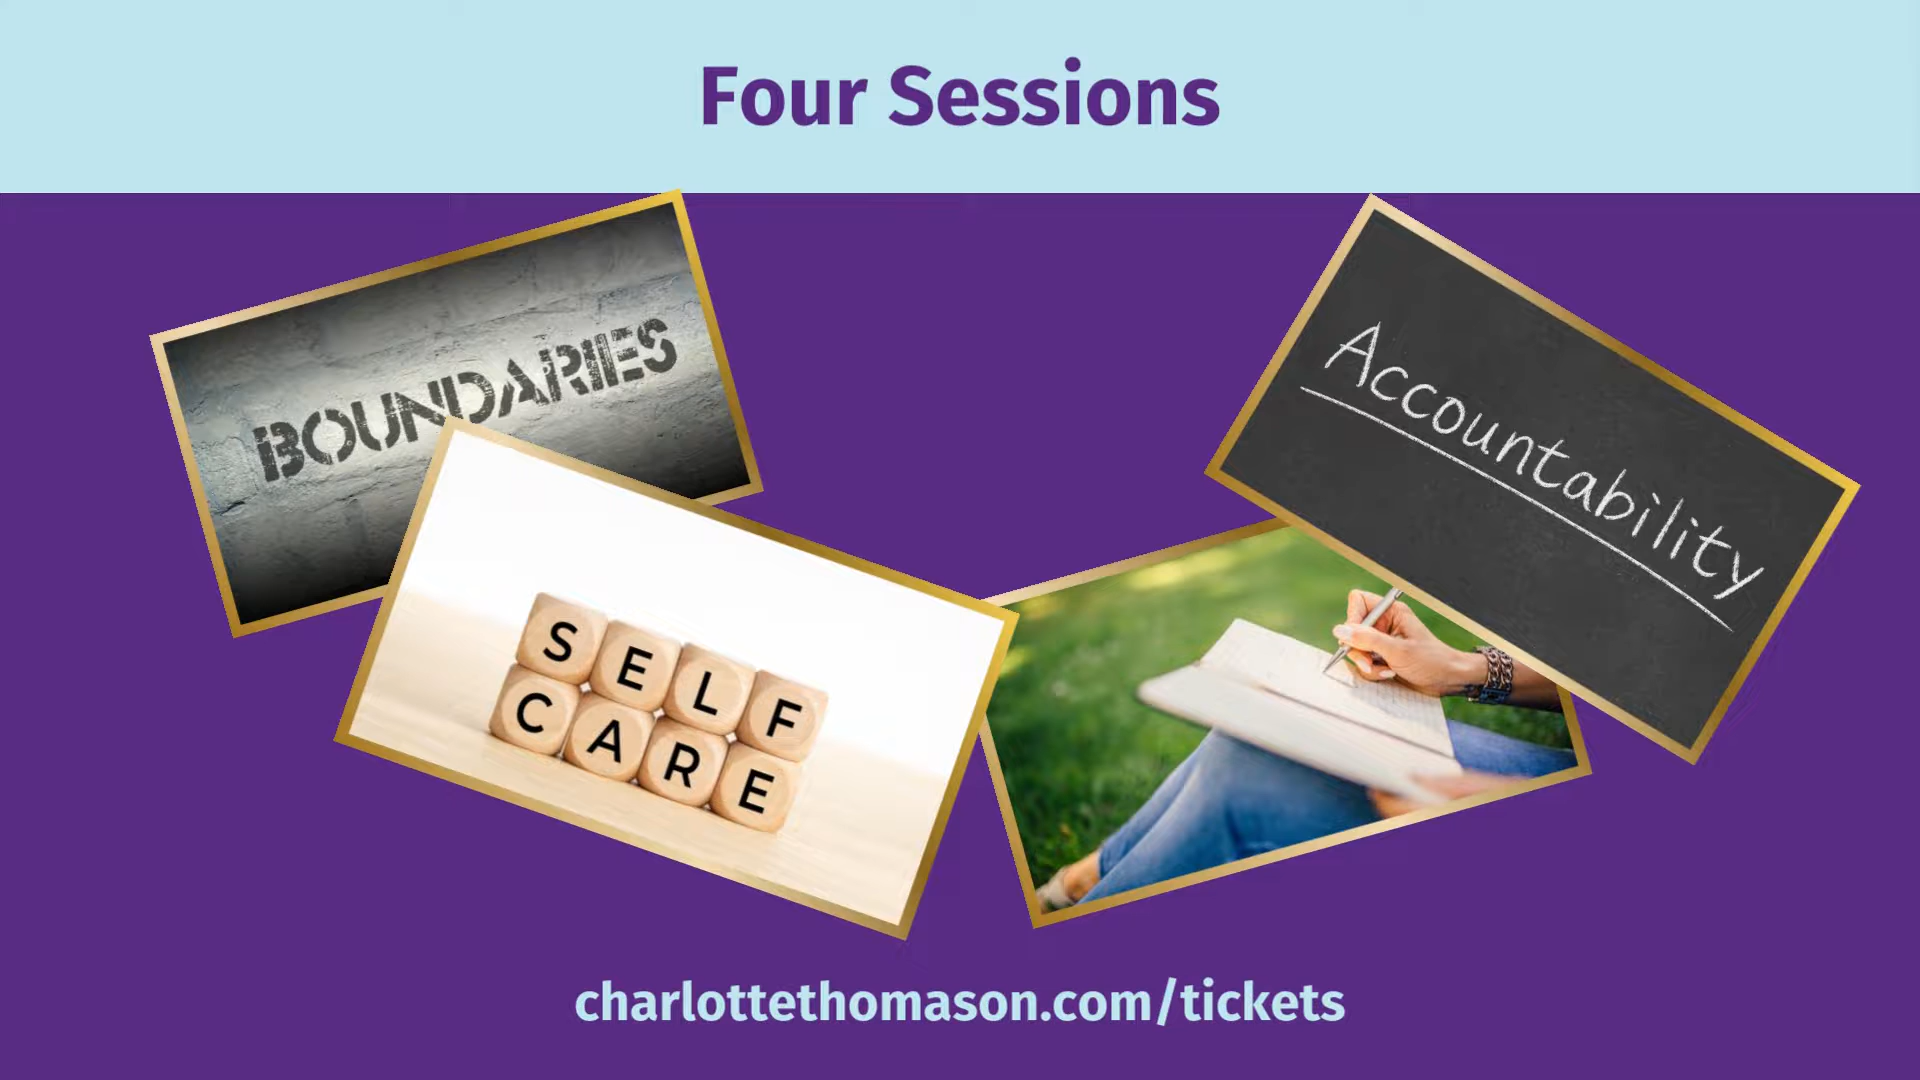 Four Sessions
BOUNDARIES
Accountability
SELF
CARE
charlottethomason.com/tickets